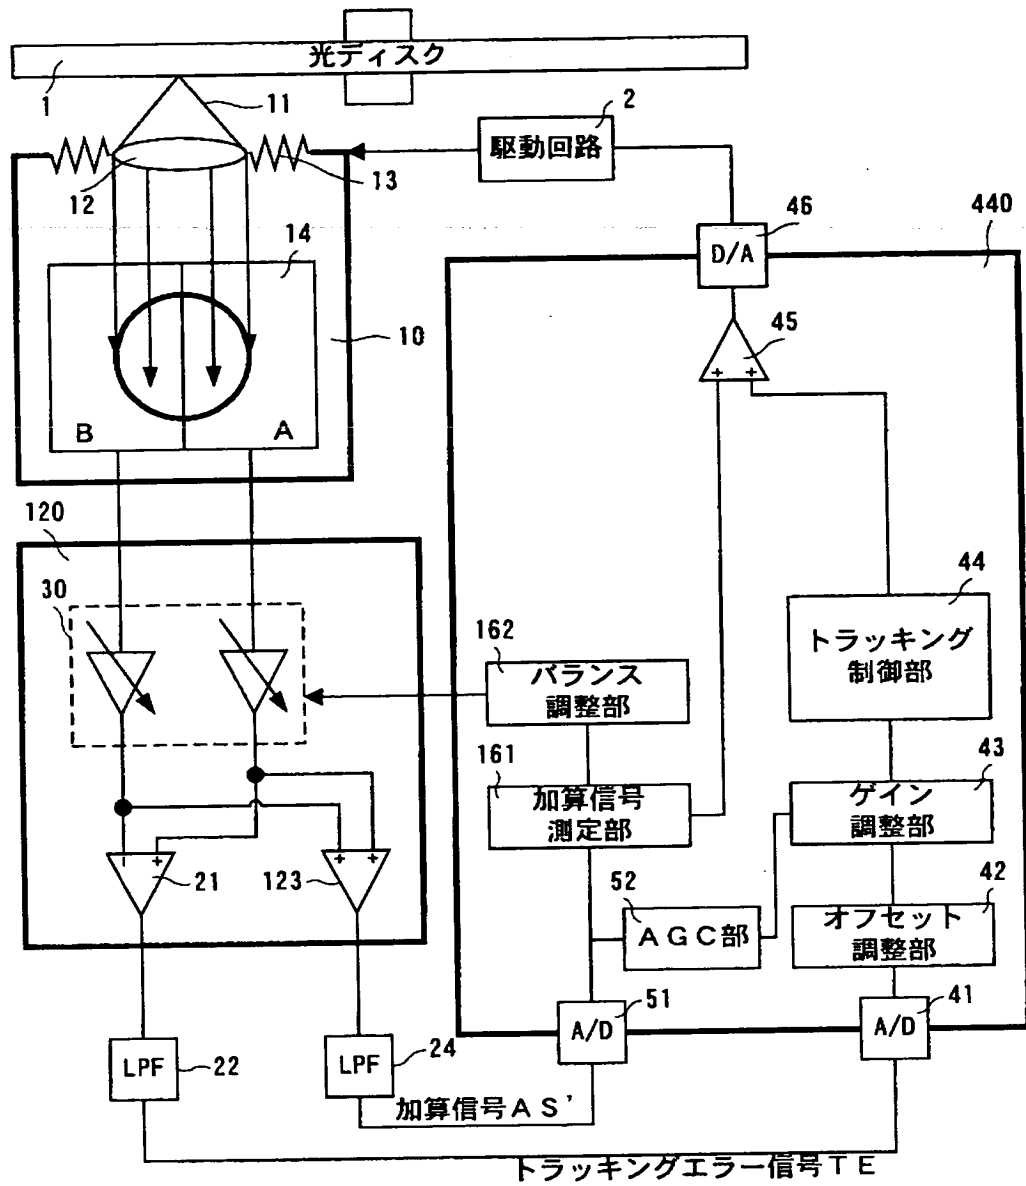 光ディスク
1
11
2
駆動回路
12
13
46
440
14
D/A
45
10
+ +
B
A
120
44
30
162
トラッキング
制御部
バランス
調整部
161
43
加算信号
測定部
ゲイン
調整部
- +
+ +
21
123
52
42
AGC部
オフセット
調整部
51
41
A/D
A/D
LPF
22
LPF
24
加算信号AS'
トラッキングエラー信号TE